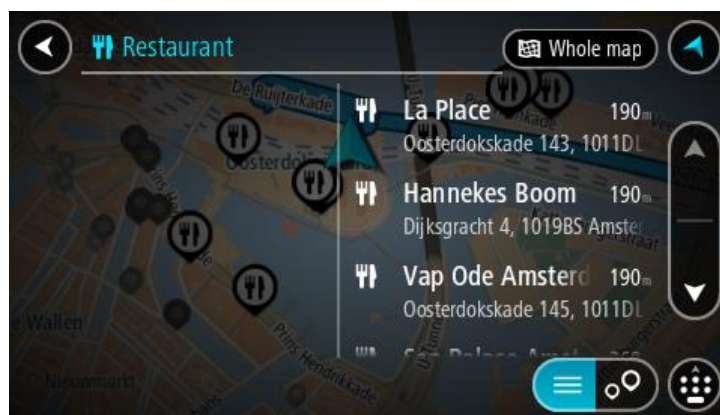 Restaurant
Whole map
De Ruijterkade
La Place 190m
Oosterdokskade 143, 1011DL
Hannekes Boom 190m
Dijksgracht 4, 1019BS Amster
Vap Ode Amsterd 190m
Oosterdokskade 145, 1011DL
Prins Hendrikkade
Nieuwmarkt
e Wallen